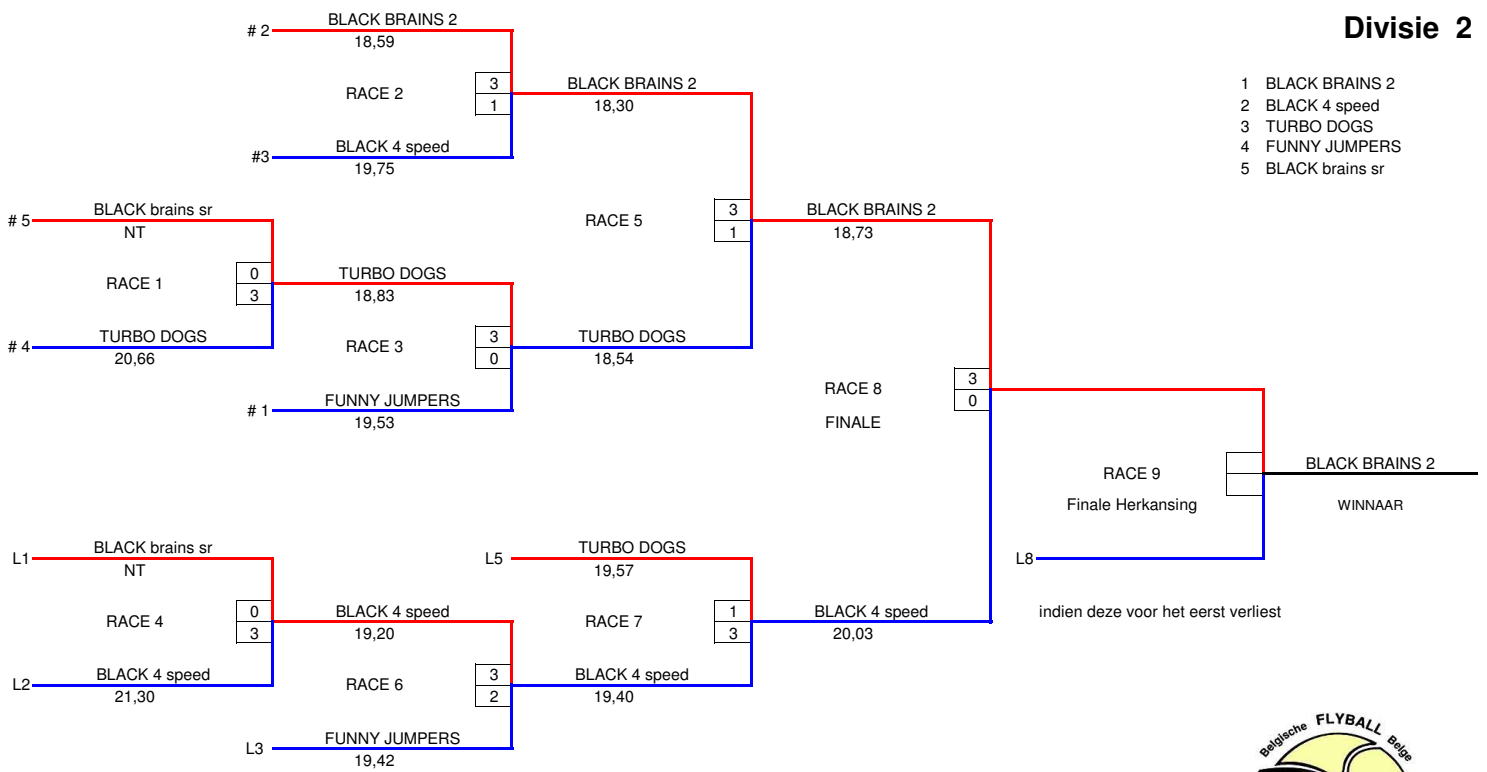 Divisie 2
1 BLACK BRAINS 2
2 BLACK 4 speed
3 TURBO DOGS
4 FUNNY JUMPERS
5 BLACK brains sr
# 2 BLACK BRAINS 2
18,59
RACE 2
3
1
#3 BLACK 4 speed
19,75
BLACK BRAINS 2
18,30
# 5 BLACK brains sr
NT
RACE 1
0
3
# 4 TURBO DOGS
20,66
TURBO DOGS
18,83
RACE 3
3
0
# 1 FUNNY JUMPERS
19,53
RACE 5
3
1
TURBO DOGS
18,54
BLACK BRAINS 2
18,73
RACE 8
FINALE
3
0
RACE 9
Finale Herkansing
BLACK BRAINS 2
WINNAAR
L8
indien deze voor het eerst verliest
L1 BLACK brains sr
NT
RACE 4
0
3
L2 BLACK 4 speed
21,30
BLACK 4 speed
19,20
RACE 6
3
2
L3 FUNNY JUMPERS
19,42
L5 TURBO DOGS
19,57
RACE 7
1
3
BLACK 4 speed
19,40
BLACK 4 speed
20,03
Belgische FLYBALL Belge